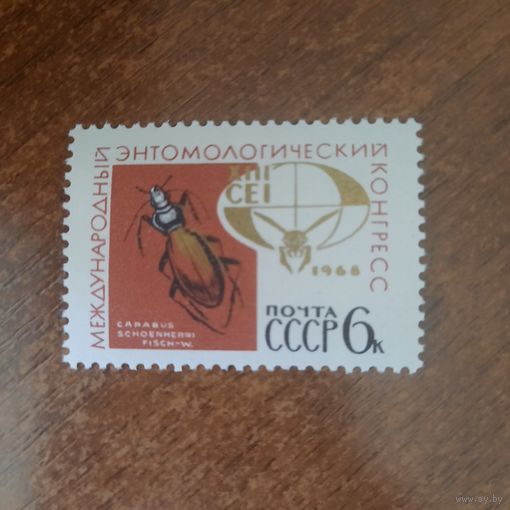 МЕЖДУНАРОДНЫЙ ЭНТОМОЛОГИЧЕСКИЙ КОНГРЕСС
XIII
CEI
1968
CARABUS
SCHOENHERRI
FISCH-W.
ПОЧТА
СССР 6к
www.ay.by